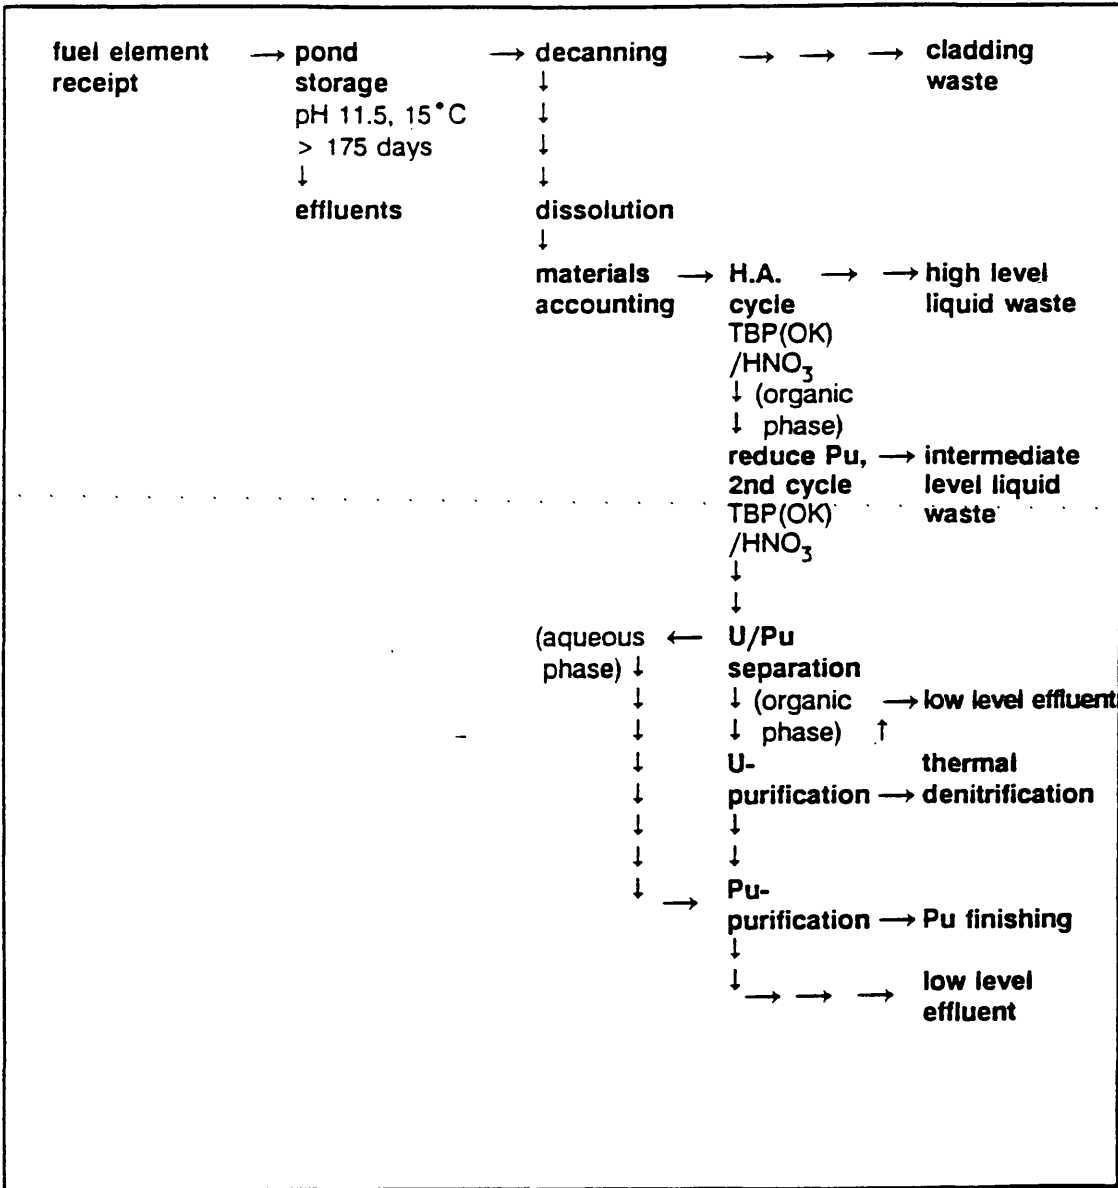 fuel element → pond → decanning → → → cladding
receipt storage ↓ waste
pH 11.5, 15°C ↓
> 175 days ↓
↓ ↓
effluents dissolution
↓
materials → H.A. → → high level
accounting cycle liquid waste
TBP(OK)
/HNO₃
↓ (organic
↓ phase)
reduce Pu, → intermediate
2nd cycle level liquid
TBP(OK) waste
/HNO₃
↓
↓
(aqueous ← U/Pu
phase) ↓ separation
↓ ↓ (organic → low level effluent
↓ ↓ phase) ↑
↓ U- thermal
↓ purification → denitrification
↓ ↓
↓ ↓
↓ → Pu-
purification → Pu finishing
↓
↓ → → → low level
effluent